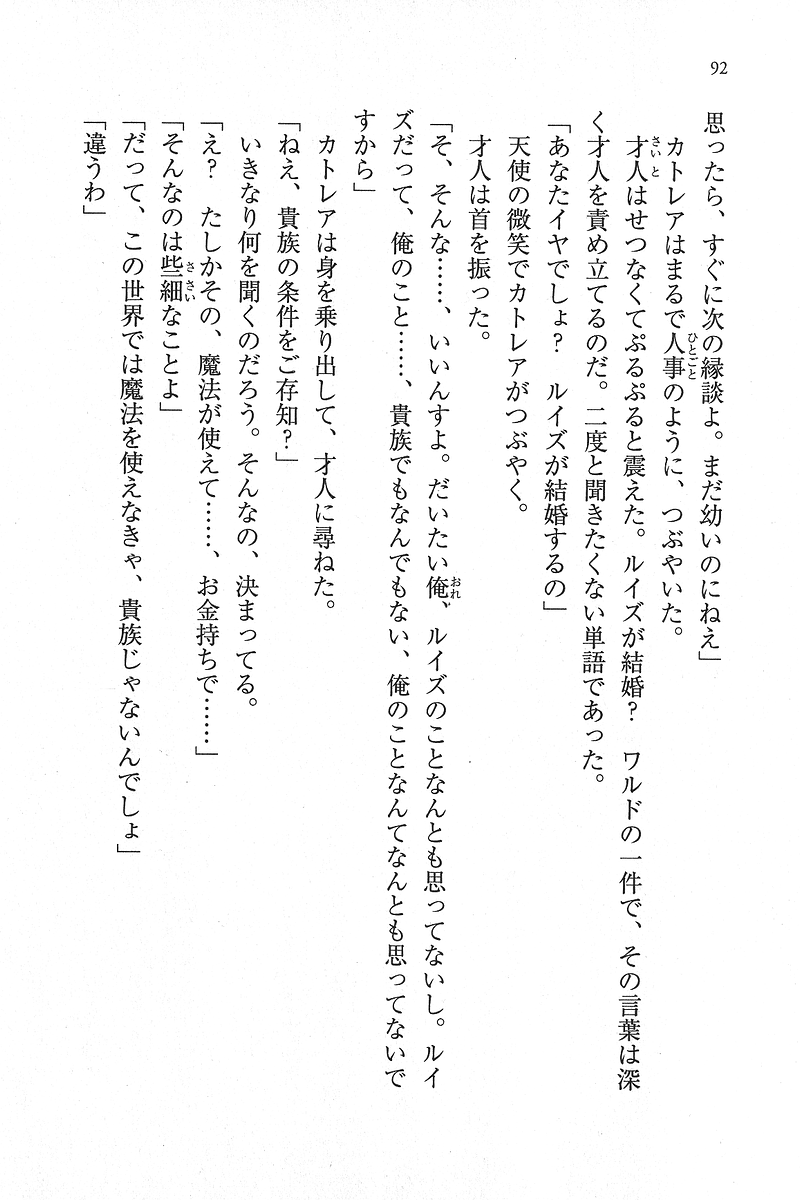 92
思ったら、すぐに次の縁談よ。まだ幼いのにねえ」
カトレアはまるで人事のように、つぶやいた。
才人はせつなくてぷるぷると震えた。ルイズが結婚？　ワルドの一件で、その言葉は深
く才人を責め立てるのだ。二度と聞きたくない単語であった。
「あなたイヤでしょ？　ルイズが結婚するの」
天使の微笑でカトレアがつぶやく。
才人は首を振った。
「そ、そんな……、いいんすよ。だいたい俺、ルイズのことなんとも思ってないし。ルイ
ズだって、俺のこと……、貴族でもなんでもない、俺のことなんてなんとも思ってないで
すから」
カトレアは身を乗り出して、才人に尋ねた。
「ねえ、貴族の条件をご存知？」
いきなり何を聞くのだろう。そんなの、決まってる。
「え？　たしかその、魔法が使えて……、お金持ちで……」
「そんなのは些細なことよ」
「だって、この世界では魔法を使えなきゃ、貴族じゃないんでしょ」
「違うわ」